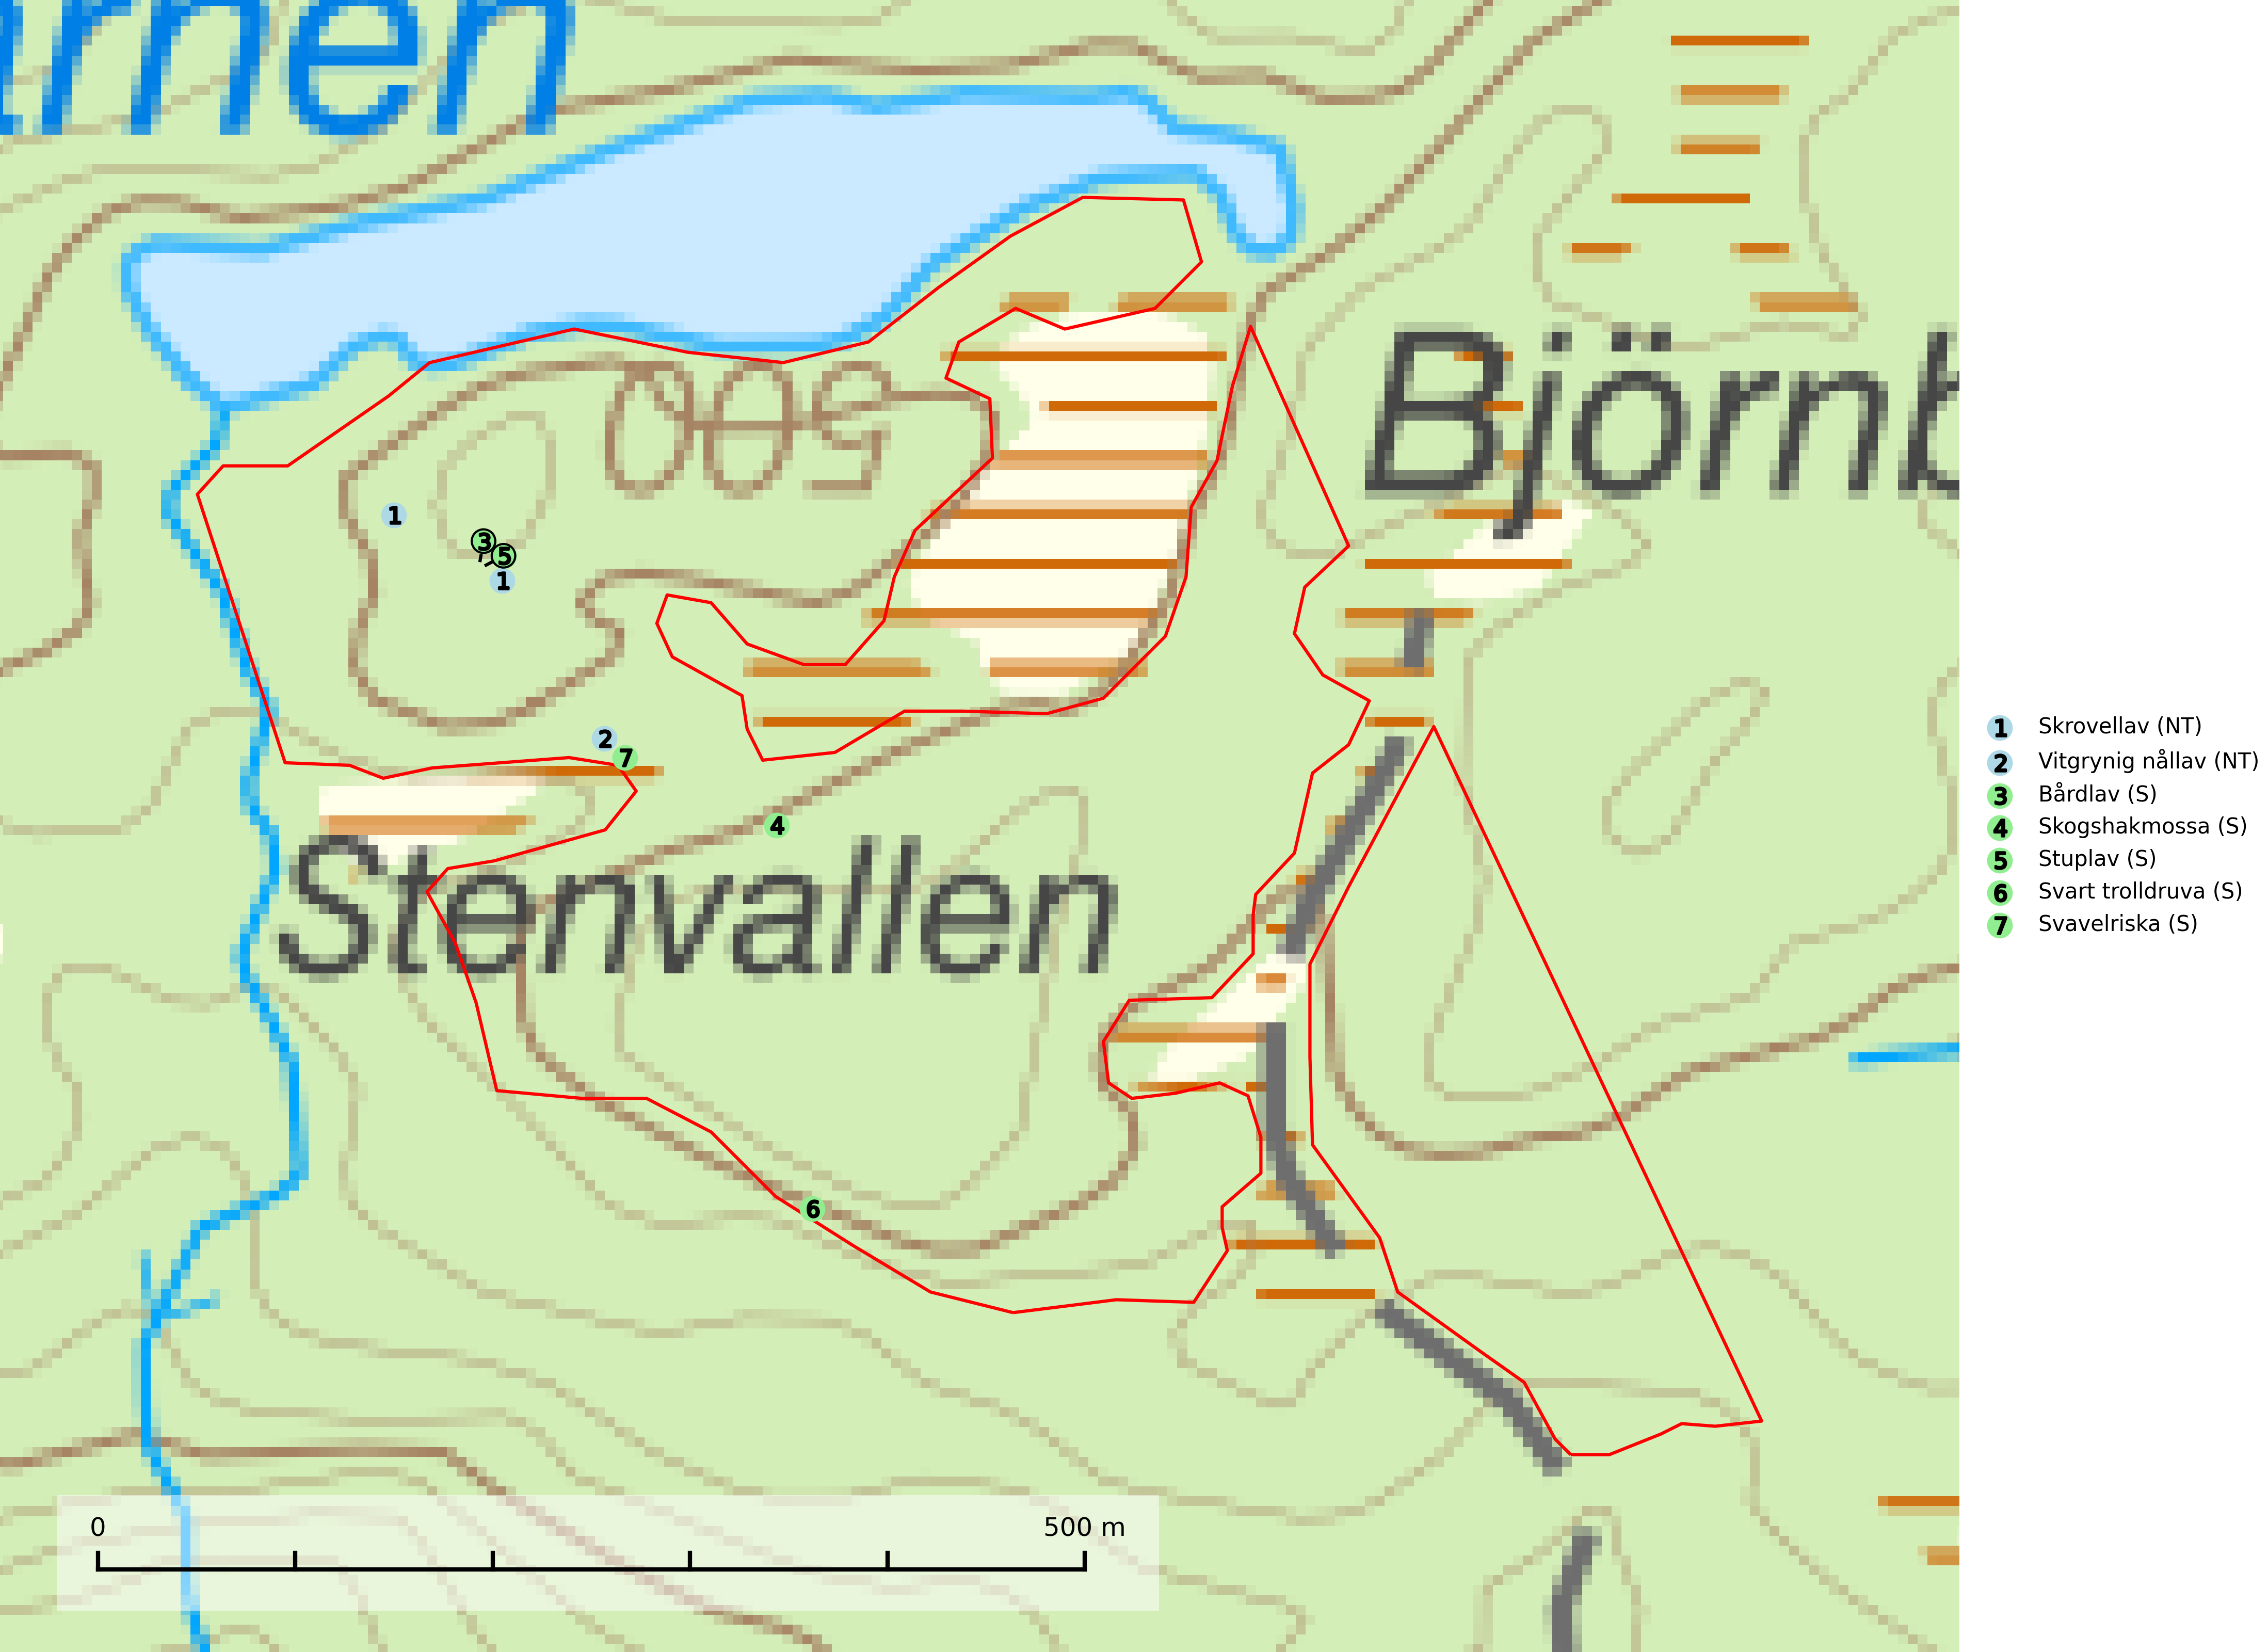 Björnt
500
1
3
5
1
2
7
4
Stenvallen
6
0 500 m
1 Skrovellav (NT)
2 Vitgrynig nållav (NT)
3 Bårdlav (S)
4 Skogshakmossa (S)
5 Stuplav (S)
6 Svart trolldruva (S)
7 Svavelriska (S)